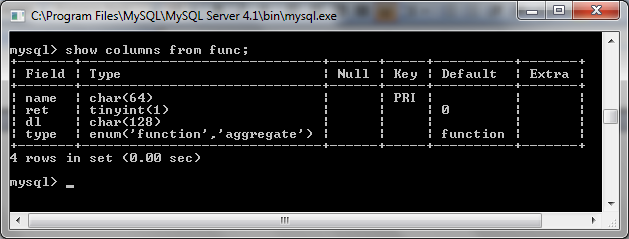 C:\Program Files\MySQL\MySQL Server 4.1\bin\mysql.exe
mysql> show columns from func;
+-------+------------------------------+------+-----+----------+-------+
| Field | Type                         | Null | Key | Default  | Extra |
+-------+------------------------------+------+-----+----------+-------+
| name  | char(64)                     |      | PRI |          |       |
| ret   | tinyint(1)                   |      |     | 0        |       |
| dl    | char(128)                    |      |     |          |       |
| type  | enum('function','aggregate') |      |     | function |       |
+-------+------------------------------+------+-----+----------+-------+
4 rows in set (0.00 sec)
mysql> _